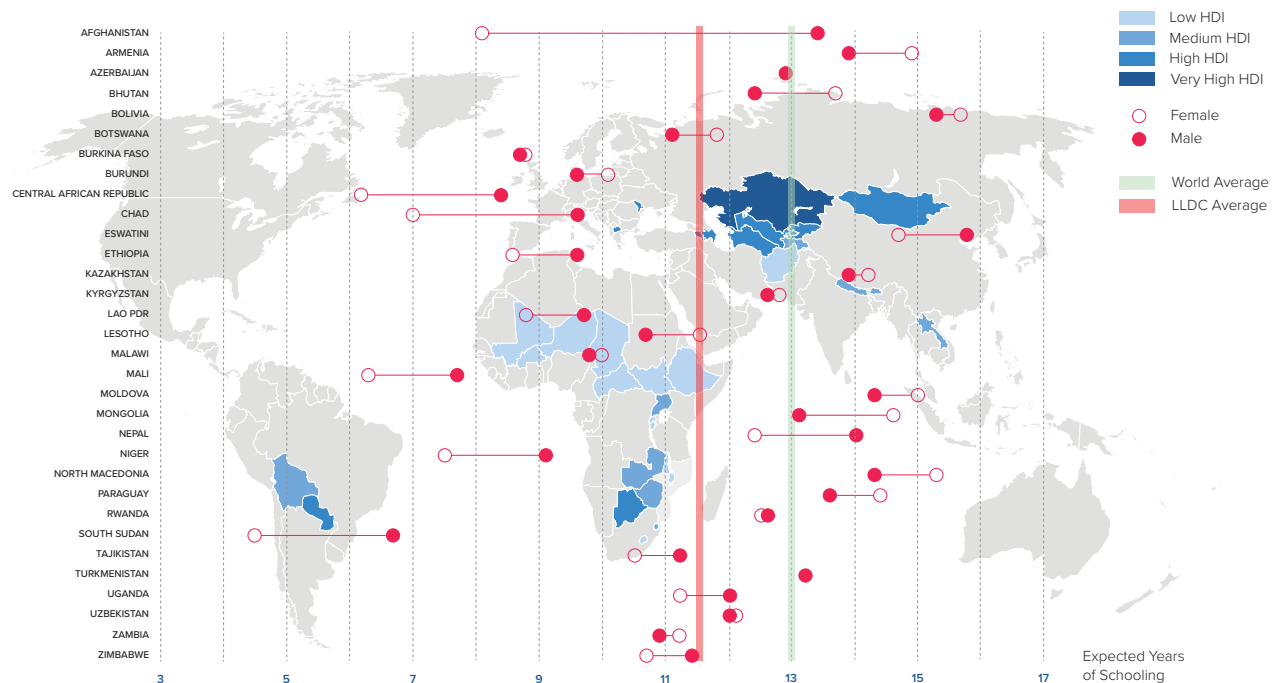 AFGHANISTAN
ARMENIA
AZERBAIJAN
BHUTAN
BOLIVIA
BOTSWANA
BURKINA FASO
BURUNDI
CENTRAL AFRICAN REPUBLIC
CHAD
ESWATINI
ETHIOPIA
KAZAKHSTAN
KYRGYZSTAN
LAO PDR
LESOTHO
MALAWI
MALI
MOLDOVA
MONGOLIA
NEPAL
NIGER
NORTH MACEDONIA
PARAGUAY
RWANDA
SOUTH SUDAN
TAJIKISTAN
TURKMENISTAN
UGANDA
UZBEKISTAN
ZAMBIA
ZIMBABWE
3 5 7 9 11 13 15 17
Expected Years
of Schooling
Low HDI
Medium HDI
High HDI
Very High HDI
Female
Male
World Average
LLDC Average